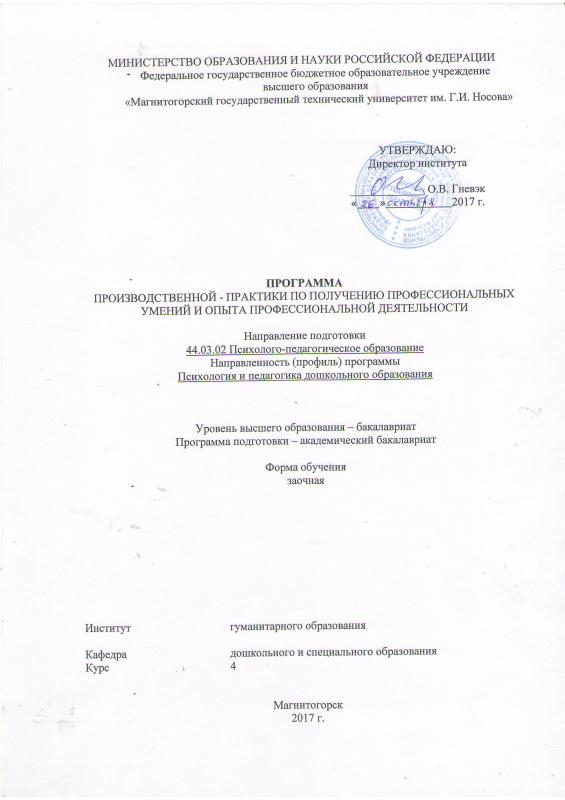 МИНИСТЕРСТВО ОБРАЗОВАНИЯ И НАУКИ РОССИЙСКОЙ ФЕДЕРАЦИИ
Федеральное государственное бюджетное образовательное учреждение
высшего образования
«Магнитогорский государственный технический университет им. Г.И. Носова»
УТВЕРЖДАЮ:
Директор института
О.В. Гневэк
« 26 » октября 2017 г.
ПРОГРАММА
ПРОИЗВОДСТВЕННОЙ - ПРАКТИКИ ПО ПОЛУЧЕНИЮ ПРОФЕССИОНАЛЬНЫХ
УМЕНИЙ И ОПЫТА ПРОФЕССИОНАЛЬНОЙ ДЕЯТЕЛЬНОСТИ
Направление подготовки
44.03.02 Психолого-педагогическое образование
Направленность (профиль) программы
Психология и педагогика дошкольного образования
Уровень высшего образования – бакалавриат
Программа подготовки – академический бакалавриат
Форма обучения
заочная
Институт гуманитарного образования
Кафедра дошкольного и специального образования
Курс 4
Магнитогорск
2017 г.